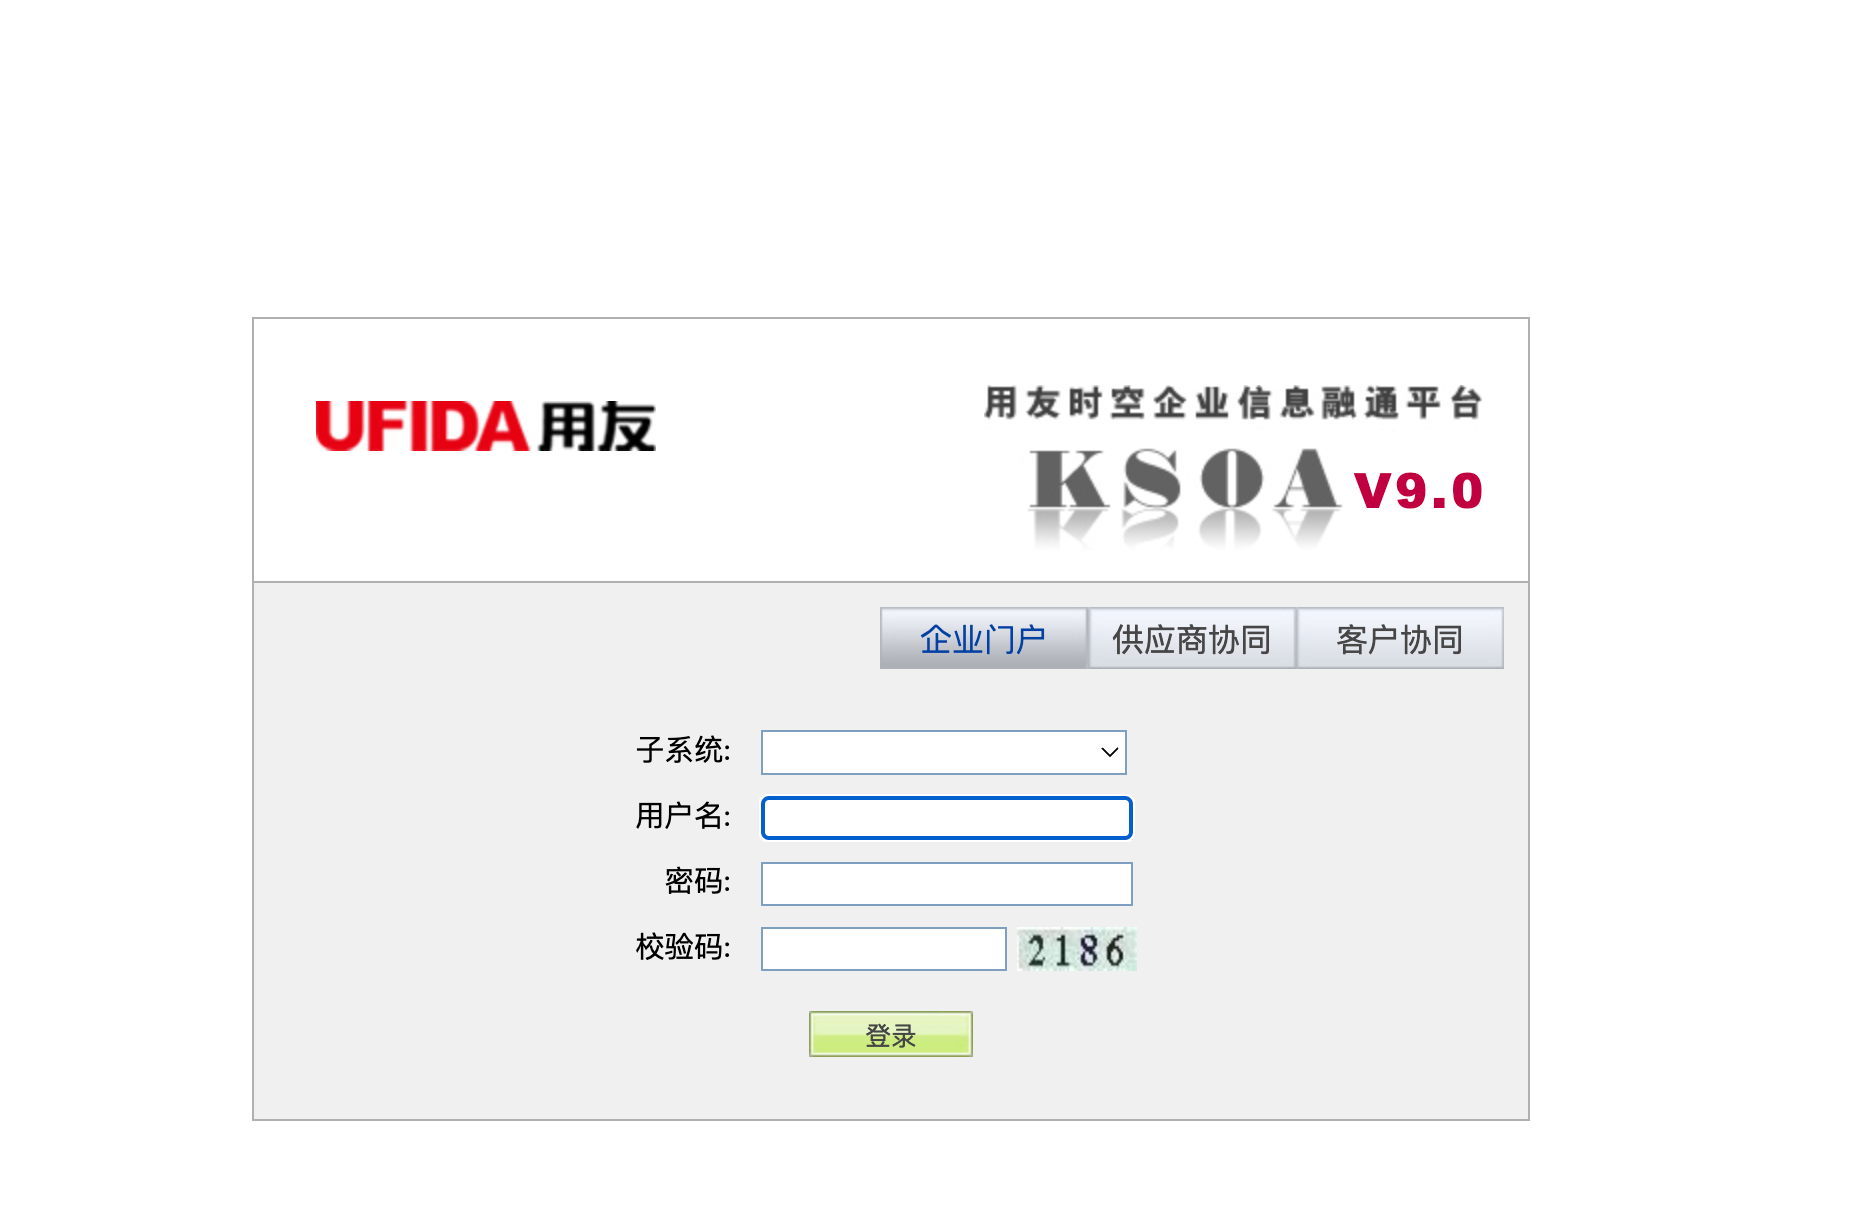 UFIDA用友
用友时空企业信息融通平台
KSOA V9.0
企业门户 供应商协同 客户协同
子系统:
用户名:
密码:
校验码: 2186
登录